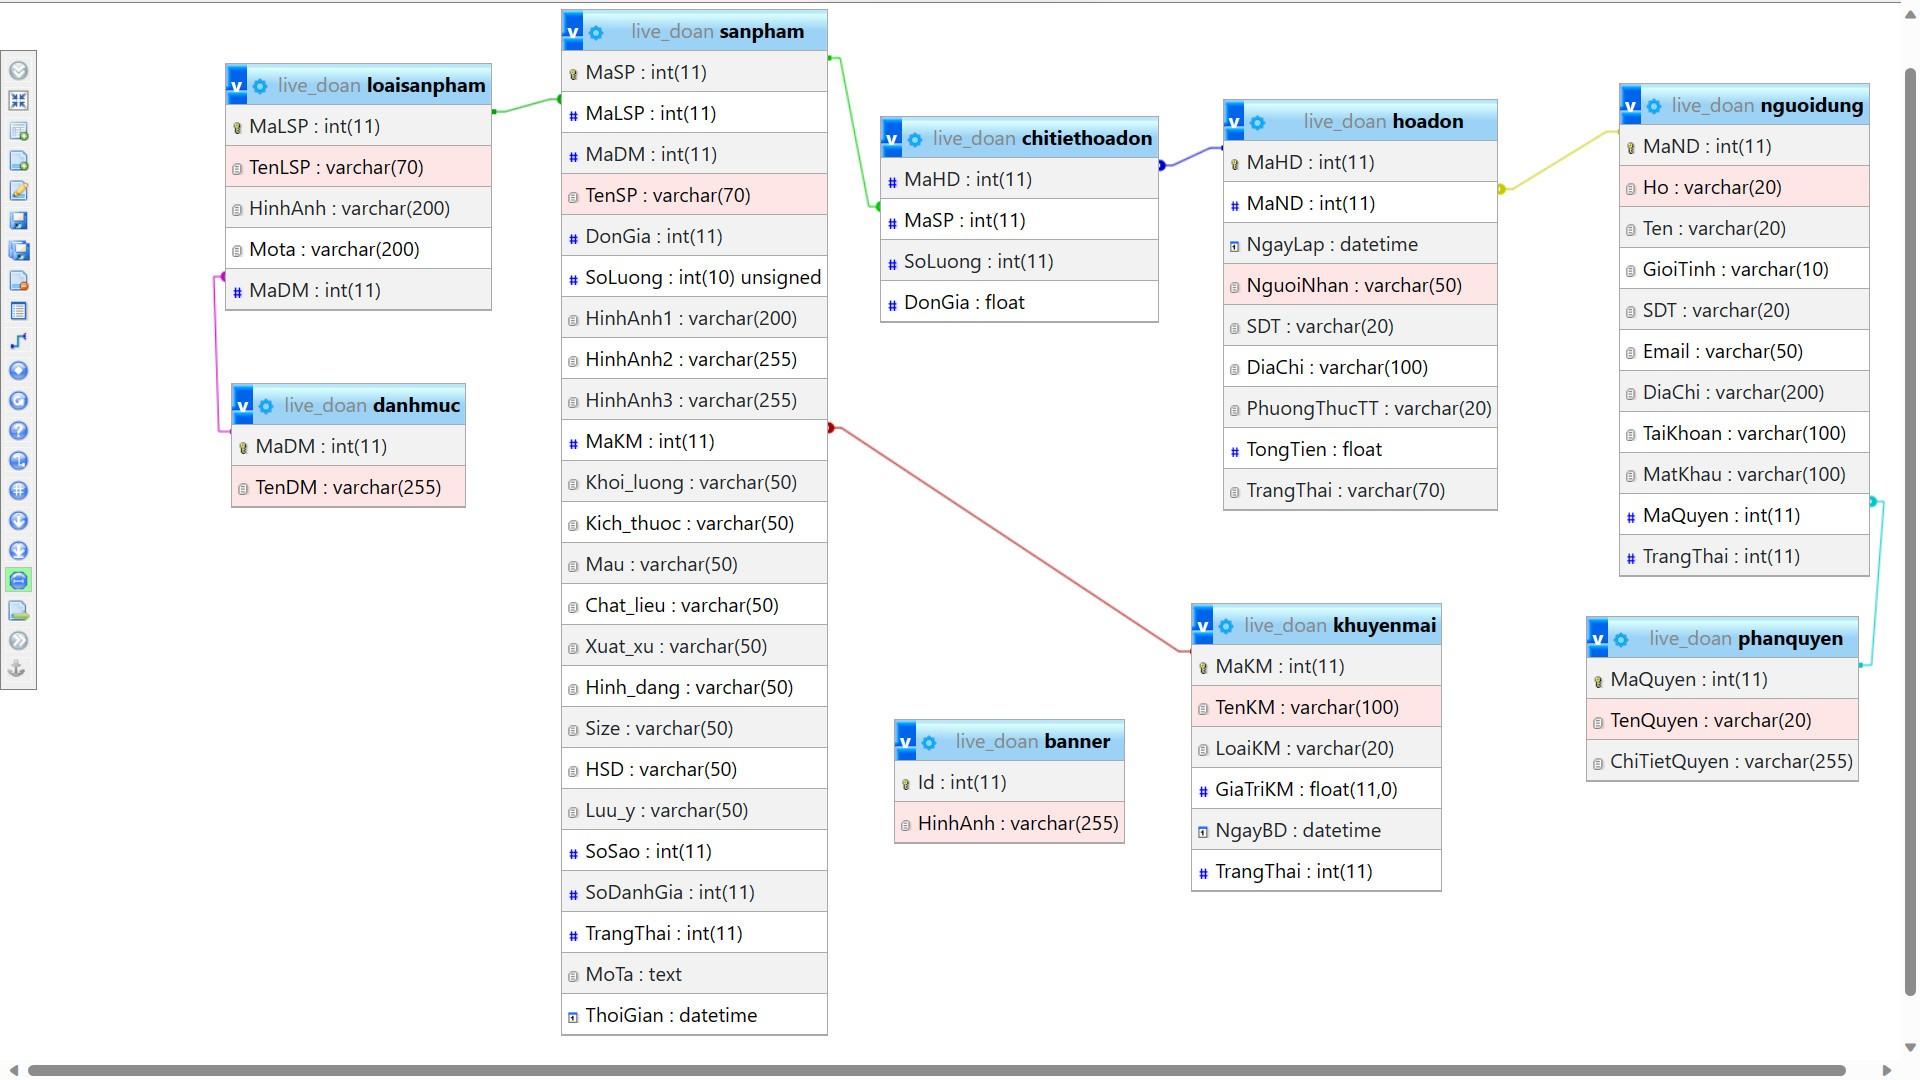 live_doan loaisanpham
MaLSP : int(11)
TenLSP : varchar(70)
HinhAnh : varchar(200)
Mota : varchar(200)
MaDM : int(11)
live_doan danhmuc
MaDM : int(11)
TenDM : varchar(255)
live_doan sanpham
MaSP : int(11)
MaLSP : int(11)
MaDM : int(11)
TenSP : varchar(70)
DonGia : int(11)
SoLuong : int(10) unsigned
HinhAnh1 : varchar(200)
HinhAnh2 : varchar(255)
HinhAnh3 : varchar(255)
MaKM : int(11)
Khoi_luong : varchar(50)
Kich_thuoc : varchar(50)
Mau : varchar(50)
Chat_lieu : varchar(50)
Xuat_xu : varchar(50)
Hinh_dang : varchar(50)
Size : varchar(50)
HSD : varchar(50)
Luu_y : varchar(50)
SoSao : int(11)
SoDanhGia : int(11)
TrangThai : int(11)
MoTa : text
ThoiGian : datetime
live_doan chitiethoadon
MaHD : int(11)
MaSP : int(11)
SoLuong : int(11)
DonGia : float
live_doan banner
Id : int(11)
HinhAnh : varchar(255)
live_doan hoadon
MaHD : int(11)
MaND : int(11)
NgayLap : datetime
NguoiNhan : varchar(50)
SDT : varchar(20)
DiaChi : varchar(100)
PhuongThucTT : varchar(20)
TongTien : float
TrangThai : varchar(70)
live_doan khuyenmai
MaKM : int(11)
TenKM : varchar(100)
LoaiKM : varchar(20)
GiaTriKM : float(11,0)
NgayBD : datetime
TrangThai : int(11)
live_doan nguoidung
MaND : int(11)
Ho : varchar(20)
Ten : varchar(20)
GioiTinh : varchar(10)
SDT : varchar(20)
Email : varchar(50)
DiaChi : varchar(200)
TaiKhoan : varchar(100)
MatKhau : varchar(100)
MaQuyen : int(11)
TrangThai : int(11)
live_doan phanquyen
MaQuyen : int(11)
TenQuyen : varchar(20)
ChiTietQuyen : varchar(255)